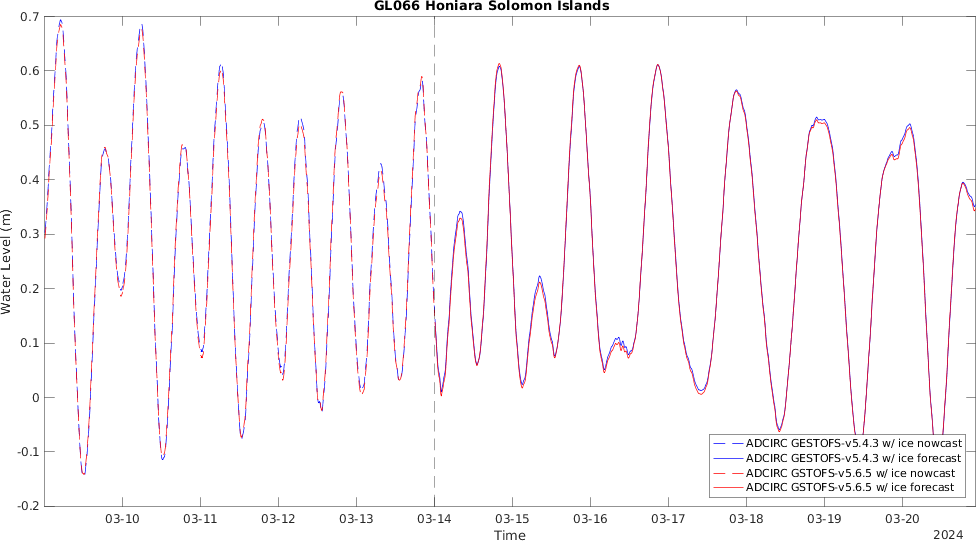 GL066 Honiara Solomon Islands
Water Level (m)
0.7
0.6
0.5
0.4
0.3
0.2
0.1
0
-0.1
-0.2
03-10 03-11 03-12 03-13 03-14 03-15 03-16 03-17 03-18 03-19 03-20
Time
2024
ADCIRC GESTOFS-v5.4.3 w/ ice nowcast
ADCIRC GESTOFS-v5.4.3 w/ ice forecast
ADCIRC GSTOFS-v5.6.5 w/ ice nowcast
ADCIRC GSTOFS-v5.6.5 w/ ice forecast